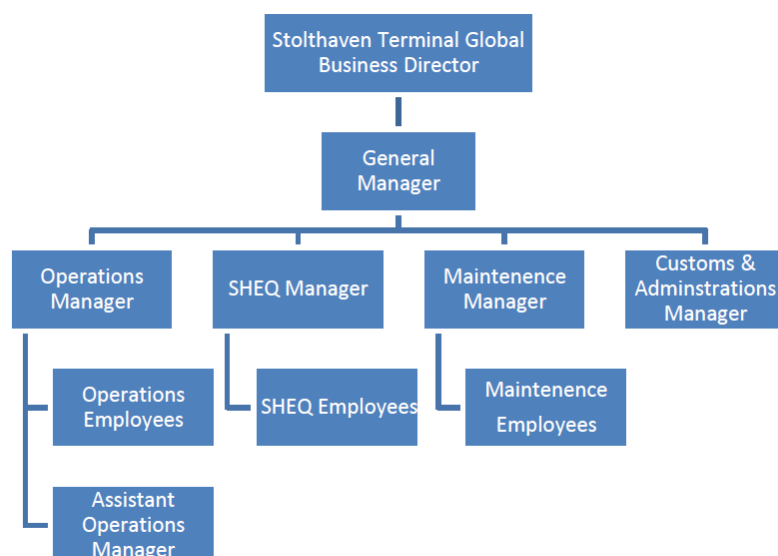 Stolthaven Terminal Global
Business Director
General
Manager
Operations
Manager
SHEQ Manager
Maintenence
Manager
Customs &
Adminstrations
Manager
Operations
Employees
SHEQ Employees
Maintenence
Employees
Assistant
Operations
Manager